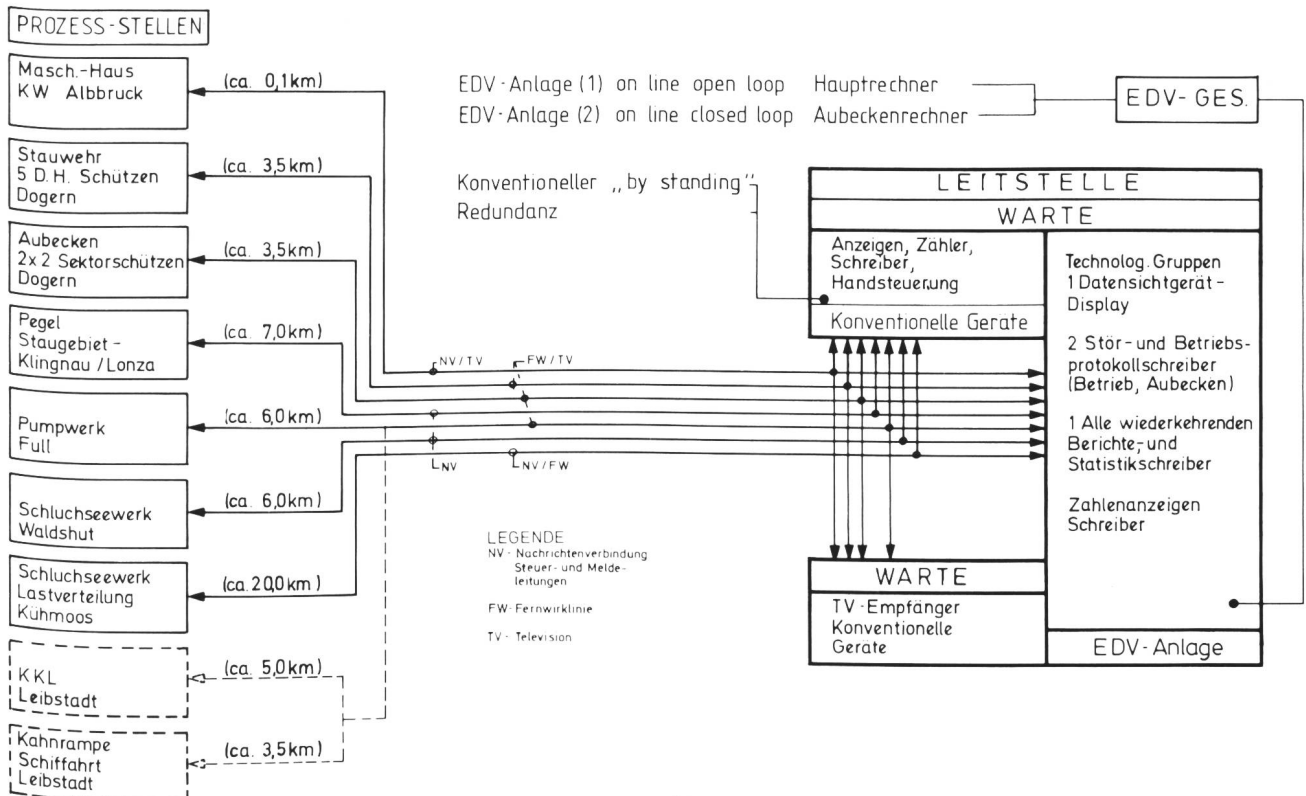 PROZESS-STELLEN
Masch.-Haus
KW Albbruck
(ca. 0,1km)
Stauwehr
5 D.H. Schützen
Dogern
(ca. 3,5km)
Aubecken
2x2 Sektorschützen
Dogern
(ca. 3,5km)
Pegel
Staugebiet -
Klingnau / Lonza
(ca. 7,0km)
Pumpwerk
Full
(ca. 6,0km)
Schluchseewerk
Waldshut
(ca. 6,0km)
Schluchseewerk
Lastverteilung
Kühmoos
(ca. 20,0km)
KKL
Leibstadt
(ca. 5,0km)
Kahnrampe
Schiffahrt
Leibstadt
(ca. 3,5km)
EDV-Anlage (1) on line open loop Hauptrechner
EDV-Anlage (2) on line closed loop Aubeckenrechner
EDV-GES.
Konventioneller „by standing"
Redundanz
NV/TV
FW/TV
NV
NV/FW
LEGENDE
NV - Nachrichtenverbindung
Steuer- und Melde-
leitungen
FW-Fernwirklinie
TV - Television
LEITSTELLE
WARTE
Anzeigen, Zähler,
Schreiber,
Handsteuerung
Konventionelle Geräte
Technolog. Gruppen
1 Datensichtgerät -
Display
2 Stör- und Betriebs-
protokollschreiber
(Betrieb, Aubecken)
1 Alle wiederkehrenden
Berichte,- und
Statistikschreiber
Zahlenanzeigen
Schreiber
EDV-Anlage
WARTE
TV-Empfänger
Konventionelle
Geräte